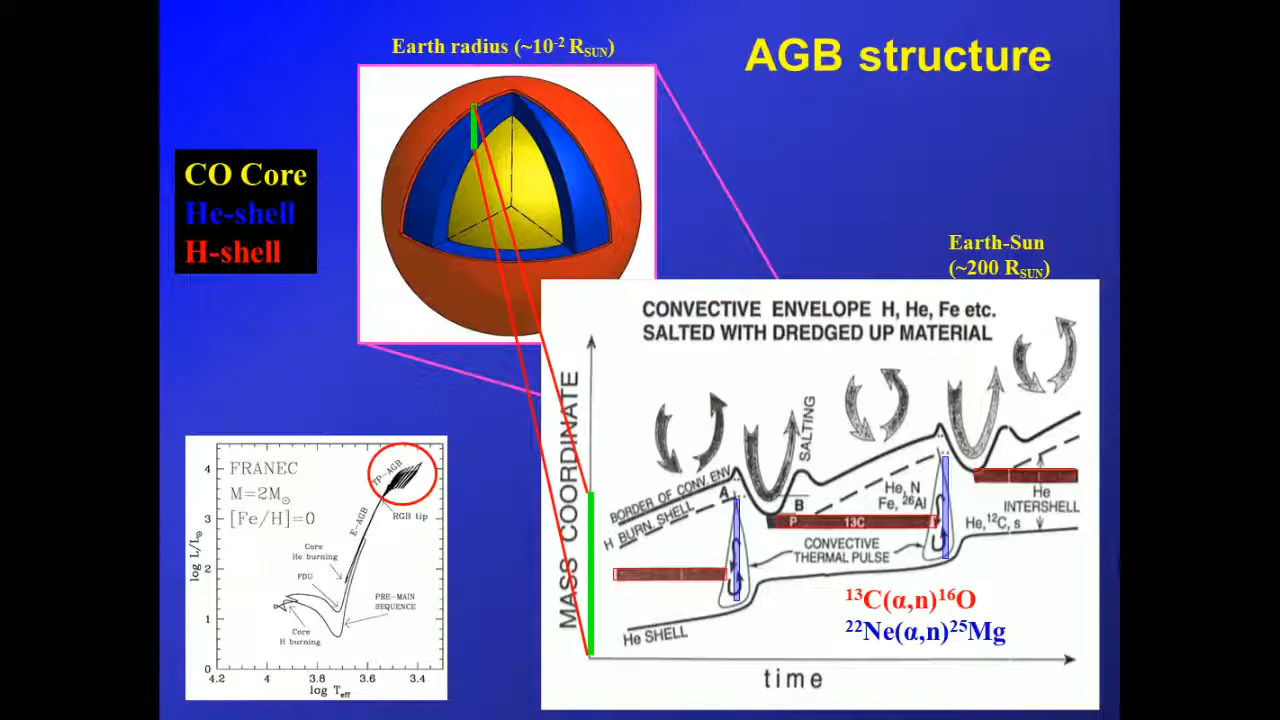 AGB structure
Earth radius (~10⁻² R_SUN)
CO Core
He-shell
H-shell
Earth-Sun
(~200 R_SUN)
CONVECTIVE ENVELOPE H, He, Fe etc.
SALTED WITH DREDGED UP MATERIAL
MASS COORDINATE
SALTING
BORDER OF CONV. ENV
H BURN. SHELL
A
B
P
13C
He, N
Fe, ²⁶Al
He
INTERSHELL
He, ¹²C, s
CONVECTIVE
THERMAL PULSE
He SHELL
¹³C(α,n)¹⁶O
²²Ne(α,n)²⁵Mg
time
FRANEC
M=2M☉
[Fe/H]=0
TP-AGB
RGB tip
E-AGB
Core
He burning
FDU
PRE-MAIN
SEQUENCE
Core
H burning
log L/L☉
4
3
2
1
0
4.2 4 3.8 3.6 3.4
log T_eff